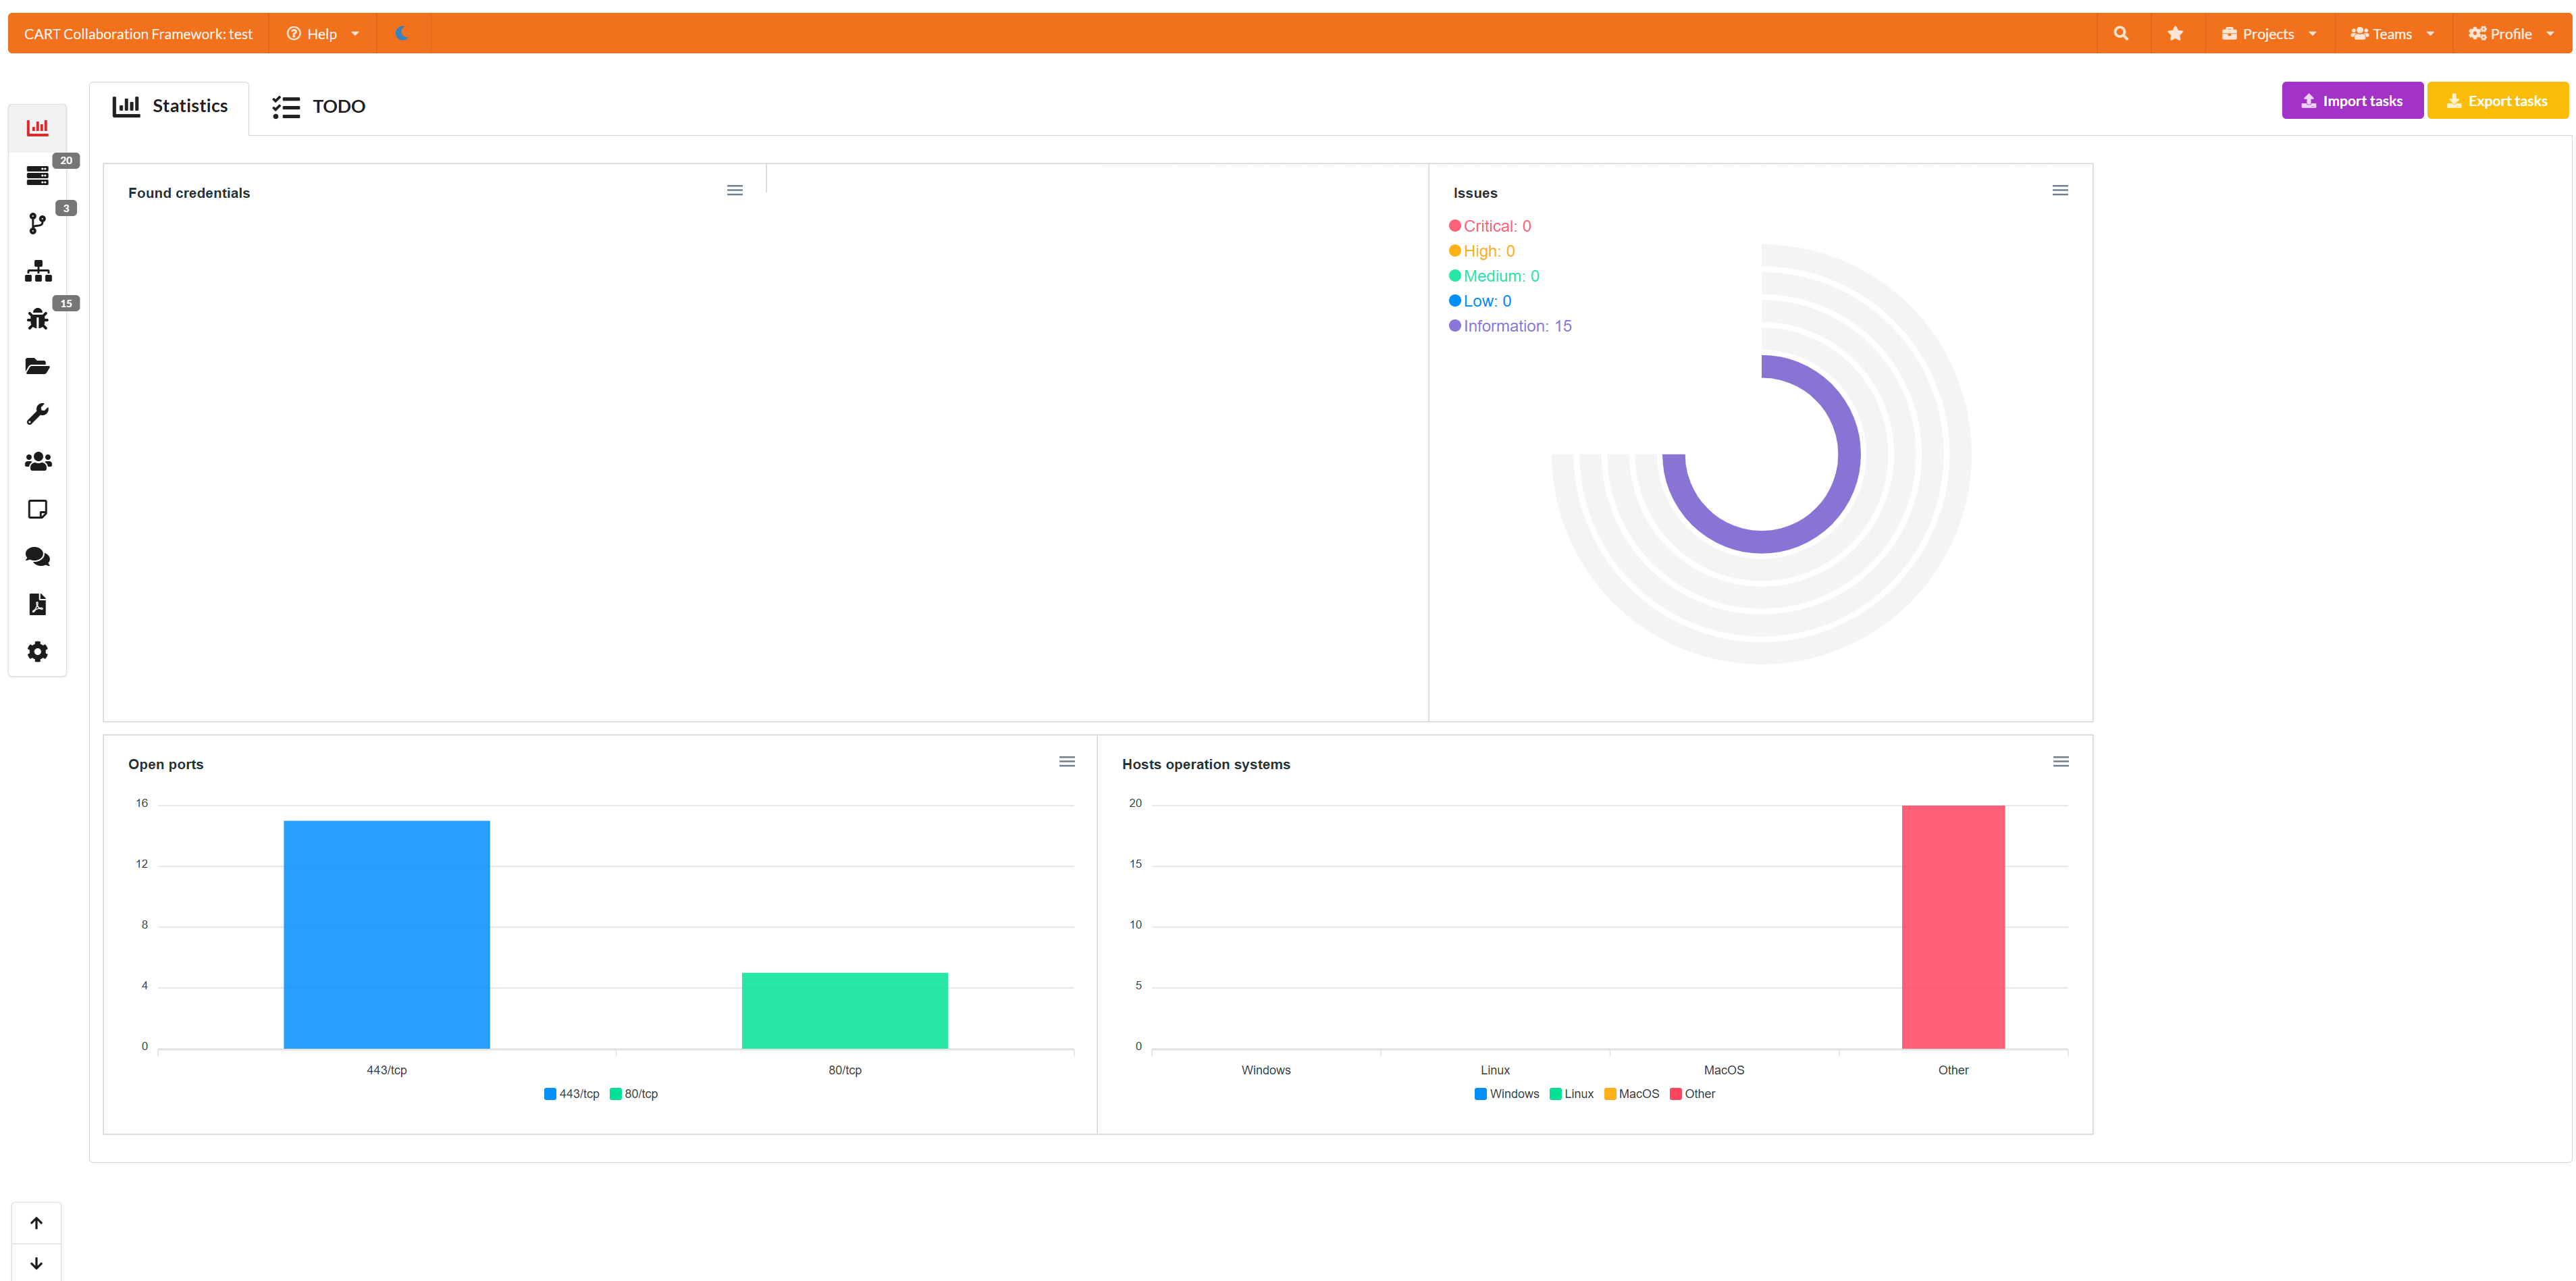 CART Collaboration Framework: test
Help
Projects
Teams
Profile
Statistics
TODO
Import tasks
Export tasks
20
3
15
Found credentials
Issues
Critical: 0
High: 0
Medium: 0
Low: 0
Information: 15
Open ports
16
12
8
4
0
443/tcp
80/tcp
443/tcp
80/tcp
Hosts operation systems
20
15
10
5
0
Windows
Linux
MacOS
Other
Windows
Linux
MacOS
Other